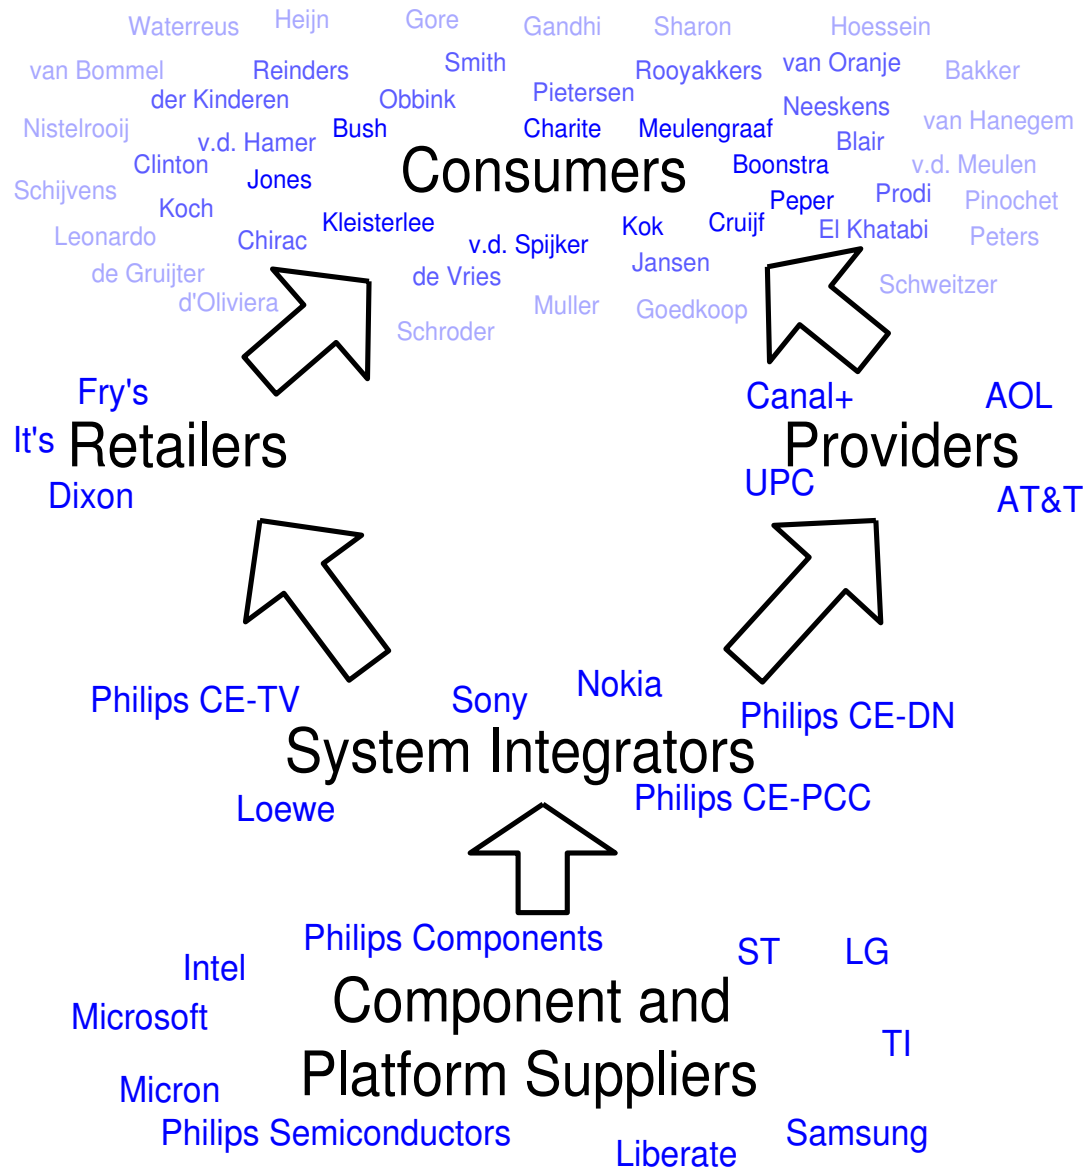 Waterreus
Heijn
Gore
Gandhi
Sharon
Hoessein
van Bommel
Reinders
Smith
Rooyakkers
van Oranje
Bakker
der Kinderen
Obbink
Pietersen
Neeskens
Nistelrooij
v.d. Hamer
Bush
Charite
Meulengraaf
Blair
van Hanegem
Clinton
Jones
Consumers
Boonstra
v.d. Meulen
Schijvens
Koch
Peper
Prodi
Pinochet
Leonardo
Chirac
Kleisterlee
v.d. Spijker
Kok
Cruijf
El Khatabi
Peters
de Gruijter
de Vries
Jansen
Schweitzer
d'Oliviera
Schroder
Muller
Goedkoop
Fry's
It's
Retailers
Dixon
Canal+
AOL
Providers
UPC
AT&T
Philips CE-TV
Sony
Nokia
Philips CE-DN
System Integrators
Loewe
Philips CE-PCC
Philips Components
ST
LG
Intel
Microsoft
Component and
Platform Suppliers
TI
Micron
Philips Semiconductors
Liberate
Samsung